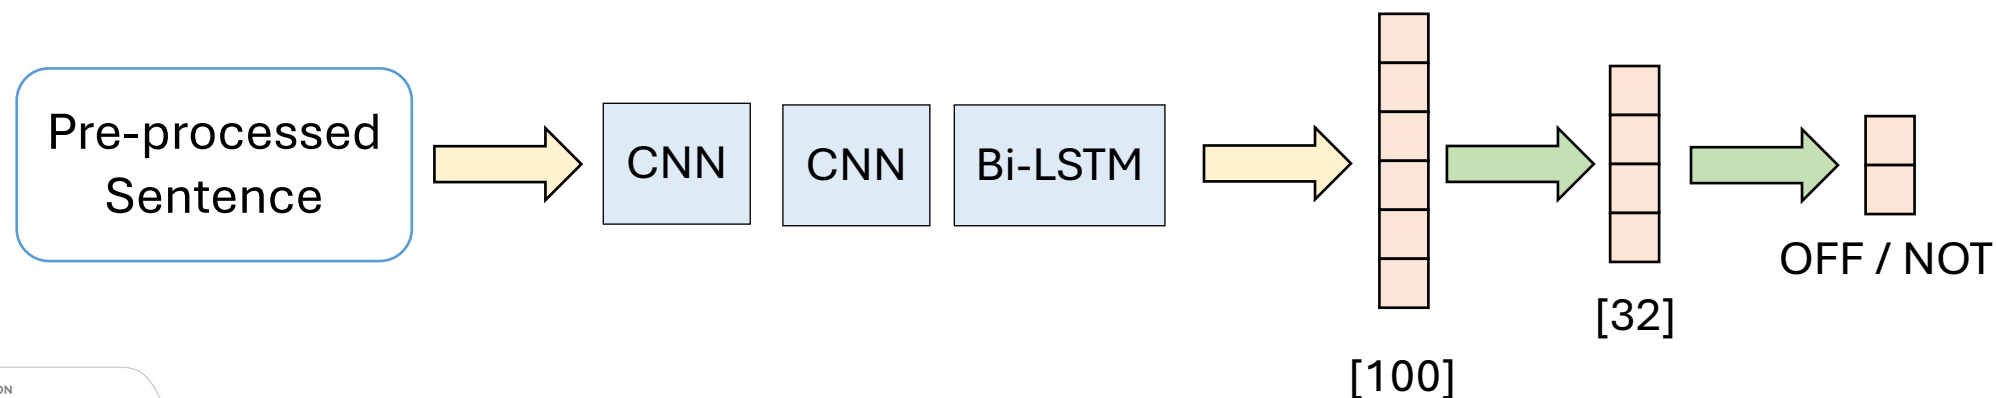 Pre-processed
Sentence
CNN
CNN
Bi-LSTM
[100]
[32]
OFF / NOT